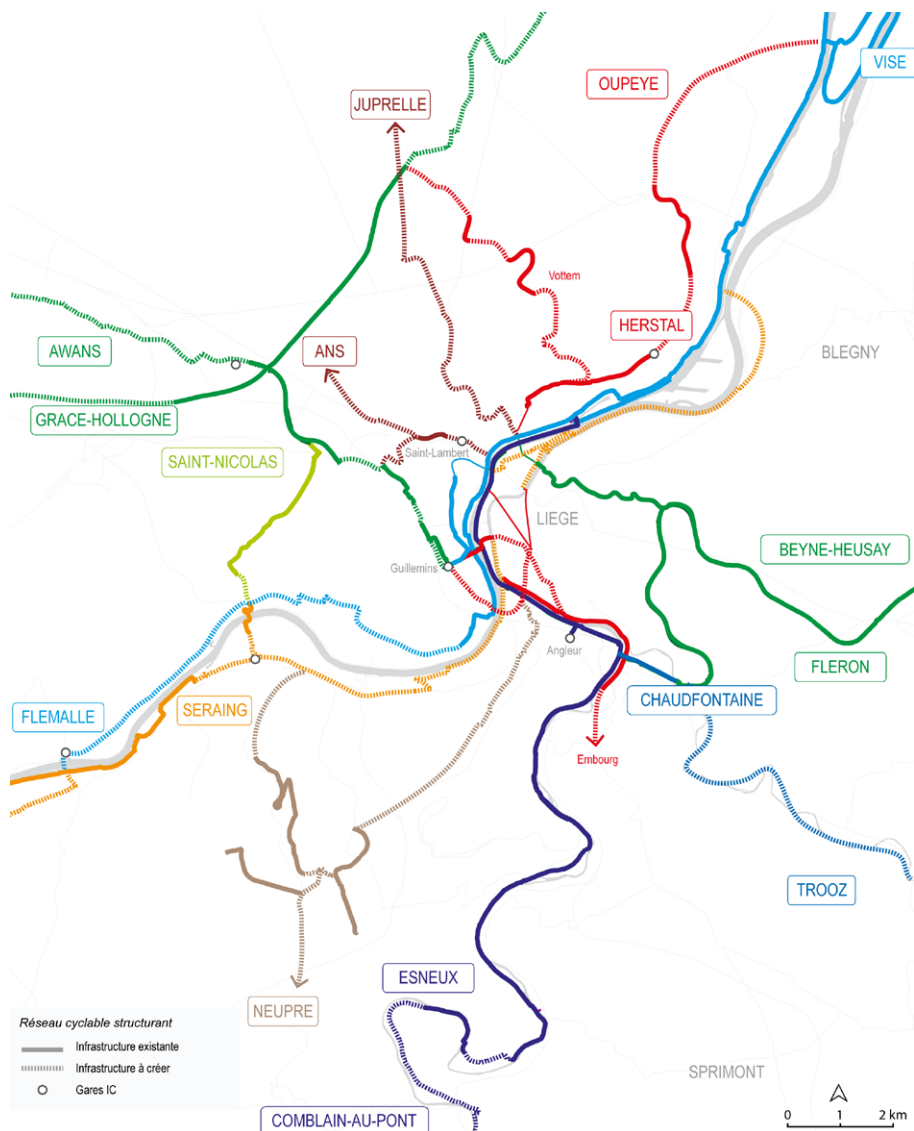 VISE
OUPEYE
JUPRELLE
Vottem
HERSTAL
AWANS
ANS
BLEGNY
GRACE-HOLLOGNE
Saint-Lambert
SAINT-NICOLAS
LIEGE
BEYNE-HEUSAY
Guillemins
Angleur
FLERON
CHAUDFONTAINE
FLEMALLE
SERAING
Embourg
TROOZ
ESNEUX
NEUPRE
Réseau cyclable structurant
Infrastructure existante
Infrastructure à créer
Gares IC
SPRIMONT
COMBLAIN-AU-PONT
0 1 2 km